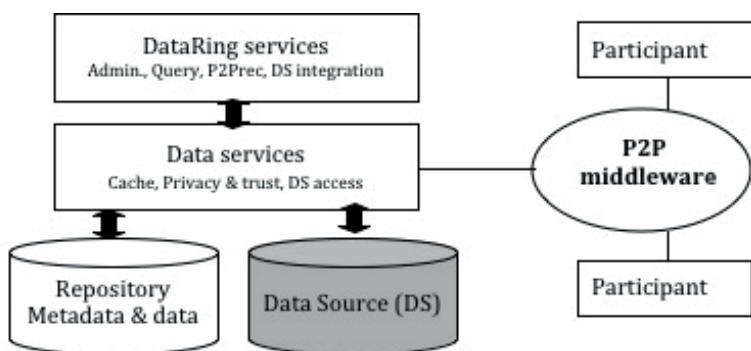 DataRing services
Admin., Query, P2Prec, DS integration
Data services
Cache, Privacy & trust, DS access
Repository
Metadata & data
Data Source (DS)
Participant
P2P
middleware
Participant